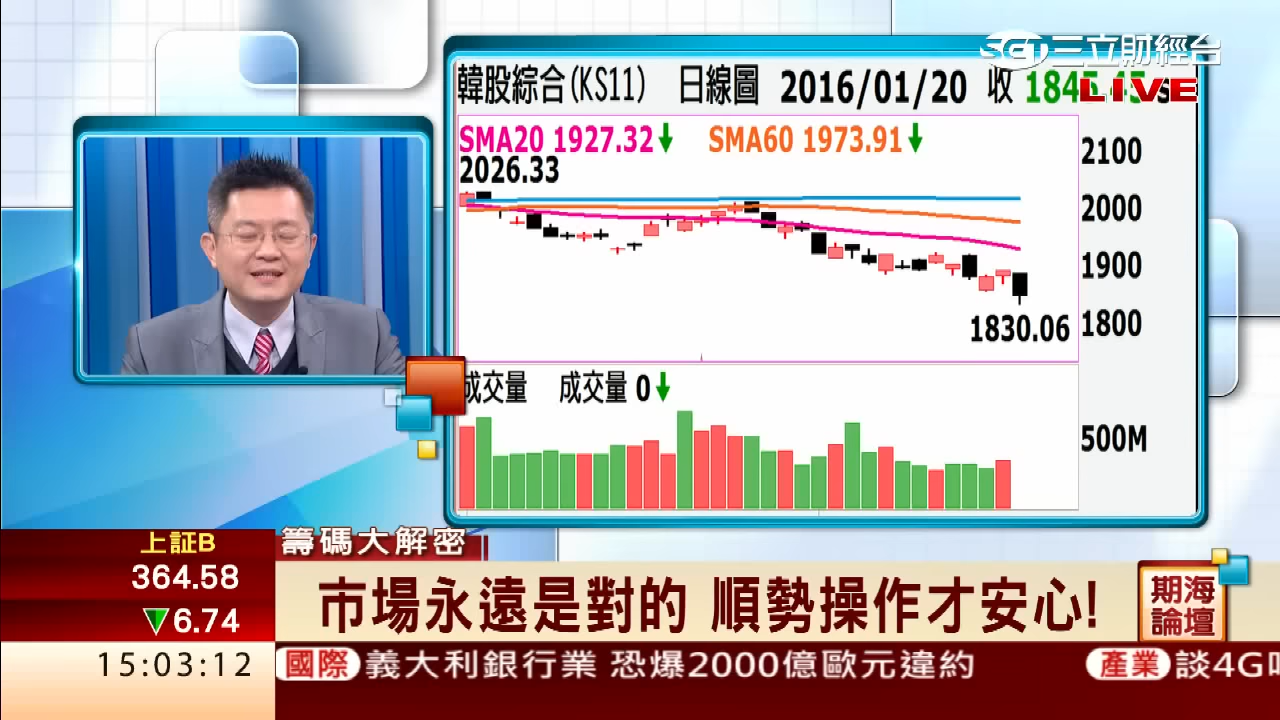 SET三立財經台
LIVE
韓股綜合(KS11) 日線圖 2016/01/20 收 1845.45
SMA20 1927.32↓ SMA60 1973.91↓
2026.33
2100
2000
1900
1800
1830.06
成交量 成交量 0↓
500M
上証B
364.58
▼6.74
15:03:12
籌碼大解密
市場永遠是對的 順勢操作才安心!
期海
論壇
國際 義大利銀行業 恐爆2000億歐元違約
產業 談4G